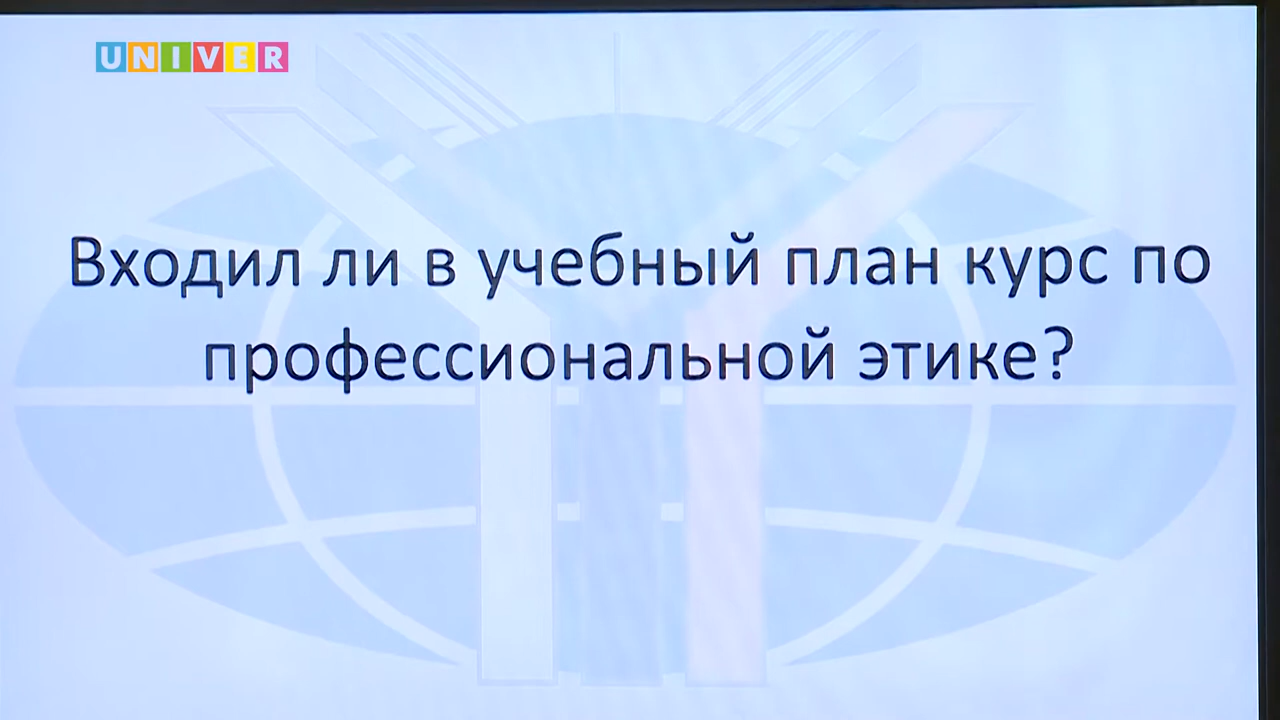 UNIVER
Входил ли в учебный план курс по
профессиональной этике?